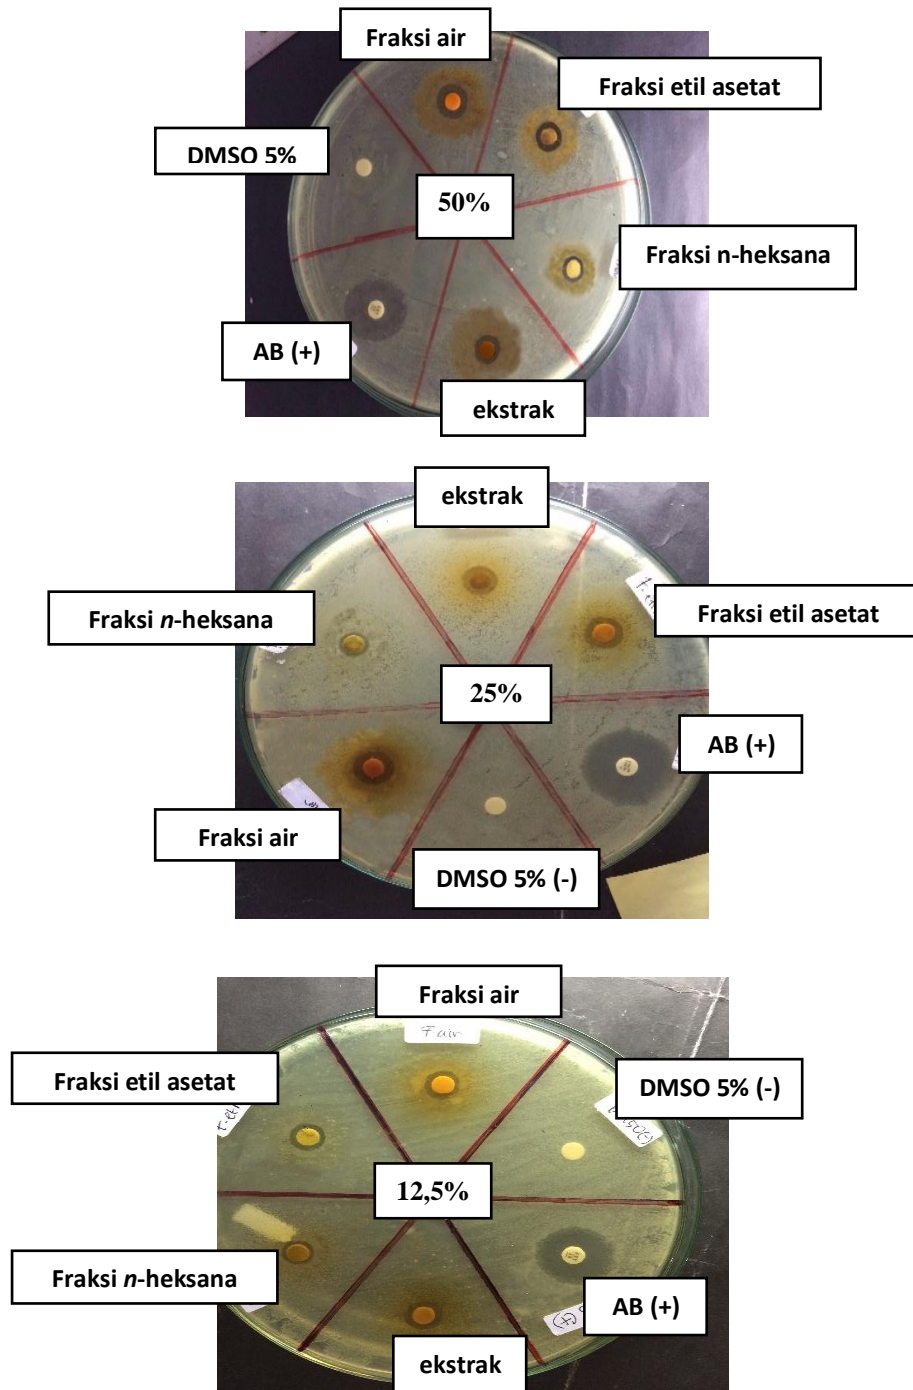 Fraksi air
Fraksi etil asetat
DMSO 5%
50%
Fraksi n-heksana
AB (+)
ekstrak
ekstrak
Fraksi n-heksana
Fraksi etil asetat
25%
AB (+)
Fraksi air
DMSO 5% (-)
Fraksi air
F air
Fraksi etil asetat
DMSO 5% (-)
12,5%
Fraksi n-heksana
AB (+)
(+)
ekstrak